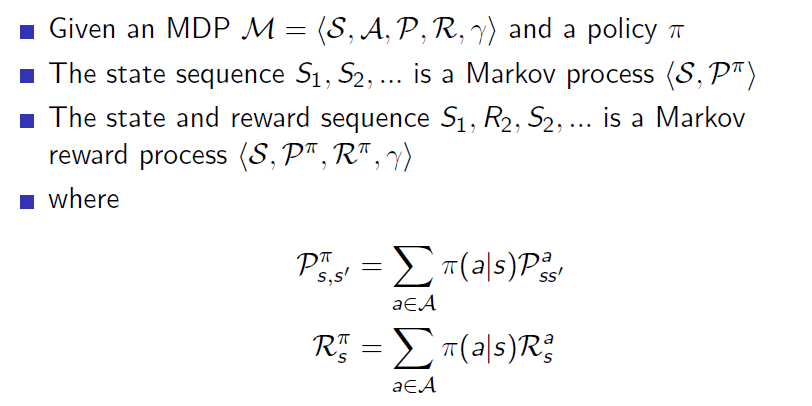 Given an MDP ℳ = ⟨𝒮, 𝒜, 𝒫, ℛ, γ⟩ and a policy π
The state sequence S₁, S₂, ... is a Markov process ⟨𝒮, 𝒫^π⟩
The state and reward sequence S₁, R₂, S₂, ... is a Markov
reward process ⟨𝒮, 𝒫^π, ℛ^π, γ⟩
where
𝒫^π_{s,s′} = ∑_{a∈𝒜} π(a|s)𝒫^a_{ss′}
ℛ^π_s = ∑_{a∈𝒜} π(a|s)ℛ^a_s